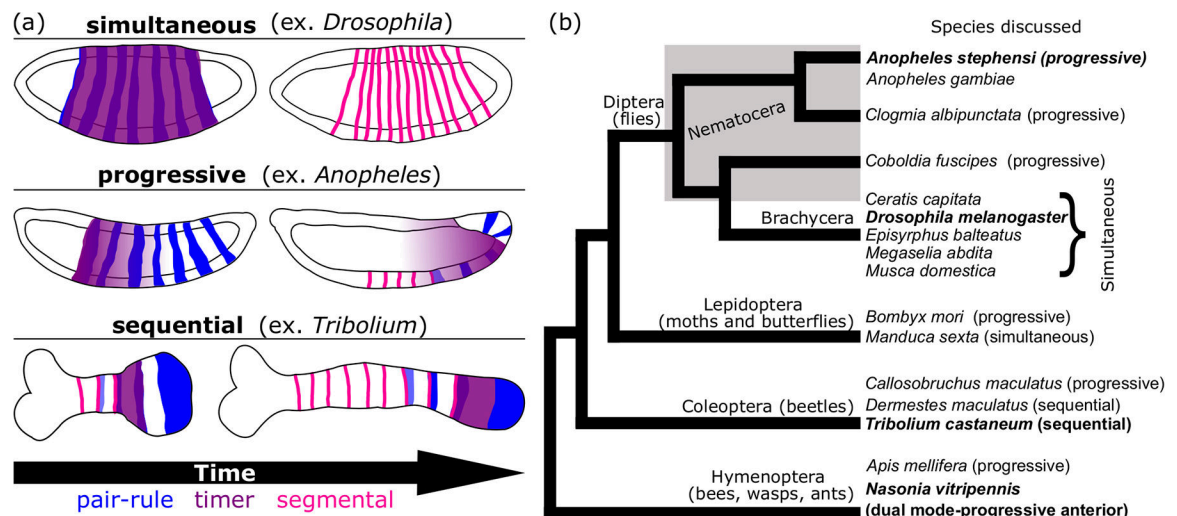 (a) simultaneous (ex. Drosophila)
progressive (ex. Anopheles)
sequential (ex. Tribolium)
Time
pair-rule timer segmental
(b)
Species discussed
Anopheles stephensi (progressive)
Anopheles gambiae
Diptera
(flies)
Nematocera
Clogmia albipunctata (progressive)
Coboldia fuscipes (progressive)
Ceratis capitata
Brachycera
Drosophila melanogaster
Episyrphus balteatus
Megaselia abdita
Musca domestica
Simultaneous
Lepidoptera
(moths and butterflies)
Bombyx mori (progressive)
Manduca sexta (simultaneous)
Callosobruchus maculatus (progressive)
Coleoptera (beetles)
Dermestes maculatus (sequential)
Tribolium castaneum (sequential)
Hymenoptera
(bees, wasps, ants)
Apis mellifera (progressive)
Nasonia vitripennis
(dual mode-progressive anterior)